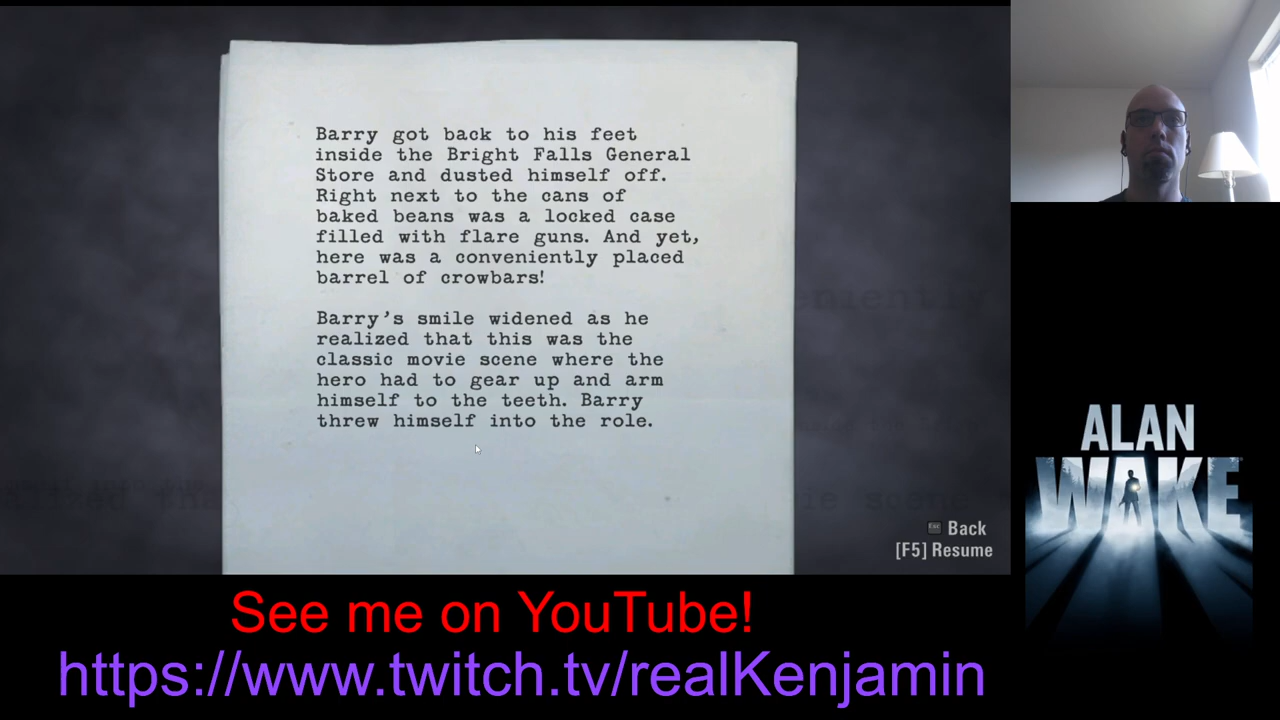 Barry got back to his feet
inside the Bright Falls General
Store and dusted himself off.
Right next to the cans of
baked beans was a locked case
filled with flare guns. And yet,
here was a conveniently placed
barrel of crowbars!
Barry's smile widened as he
realized that this was the
classic movie scene where the
hero had to gear up and arm
himself to the teeth. Barry
threw himself into the role.
Esc Back
[F5] Resume
ALAN
WAKE
See me on YouTube!
https://www.twitch.tv/realKenjamin